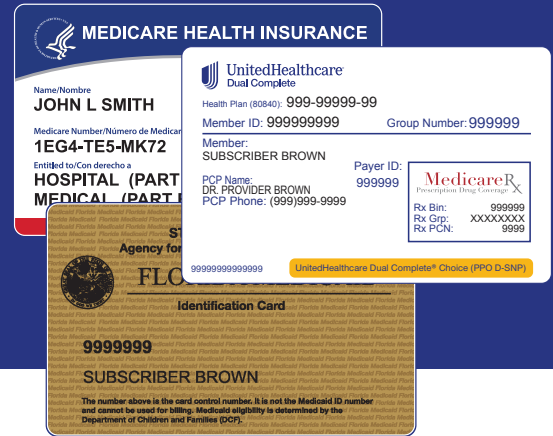 MEDICARE HEALTH INSURANCE
Name/Nombre
JOHN L SMITH
Medicare Number/Número de Medicar
1EG4-TE5-MK72
Entitled to/Con derecho a
HOSPITAL (PART
MEDICAL (PART
UnitedHealthcare®
Dual Complete
Health Plan (80840): 999-99999-99
Member ID: 999999999 Group Number: 999999
Member:
SUBSCRIBER BROWN
PCP Name:
DR. PROVIDER BROWN
PCP Phone: (999)999-9999
Payer ID:
999999
MedicareRx
Prescription Drug Coverage
Rx Bin: 999999
Rx Grp: XXXXXXXX
Rx PCN: 9999
99999999999999 UnitedHealthcare Dual Complete® Choice (PPO D-SNP)
ST
Agency for
FLO
Identification Card
9999999
SUBSCRIBER BROWN
The number above is the card control number. It is not the Medicaid ID number
and cannot be used for billing. Medicaid eligibility is determined by the
Department of Children and Families (DCF).